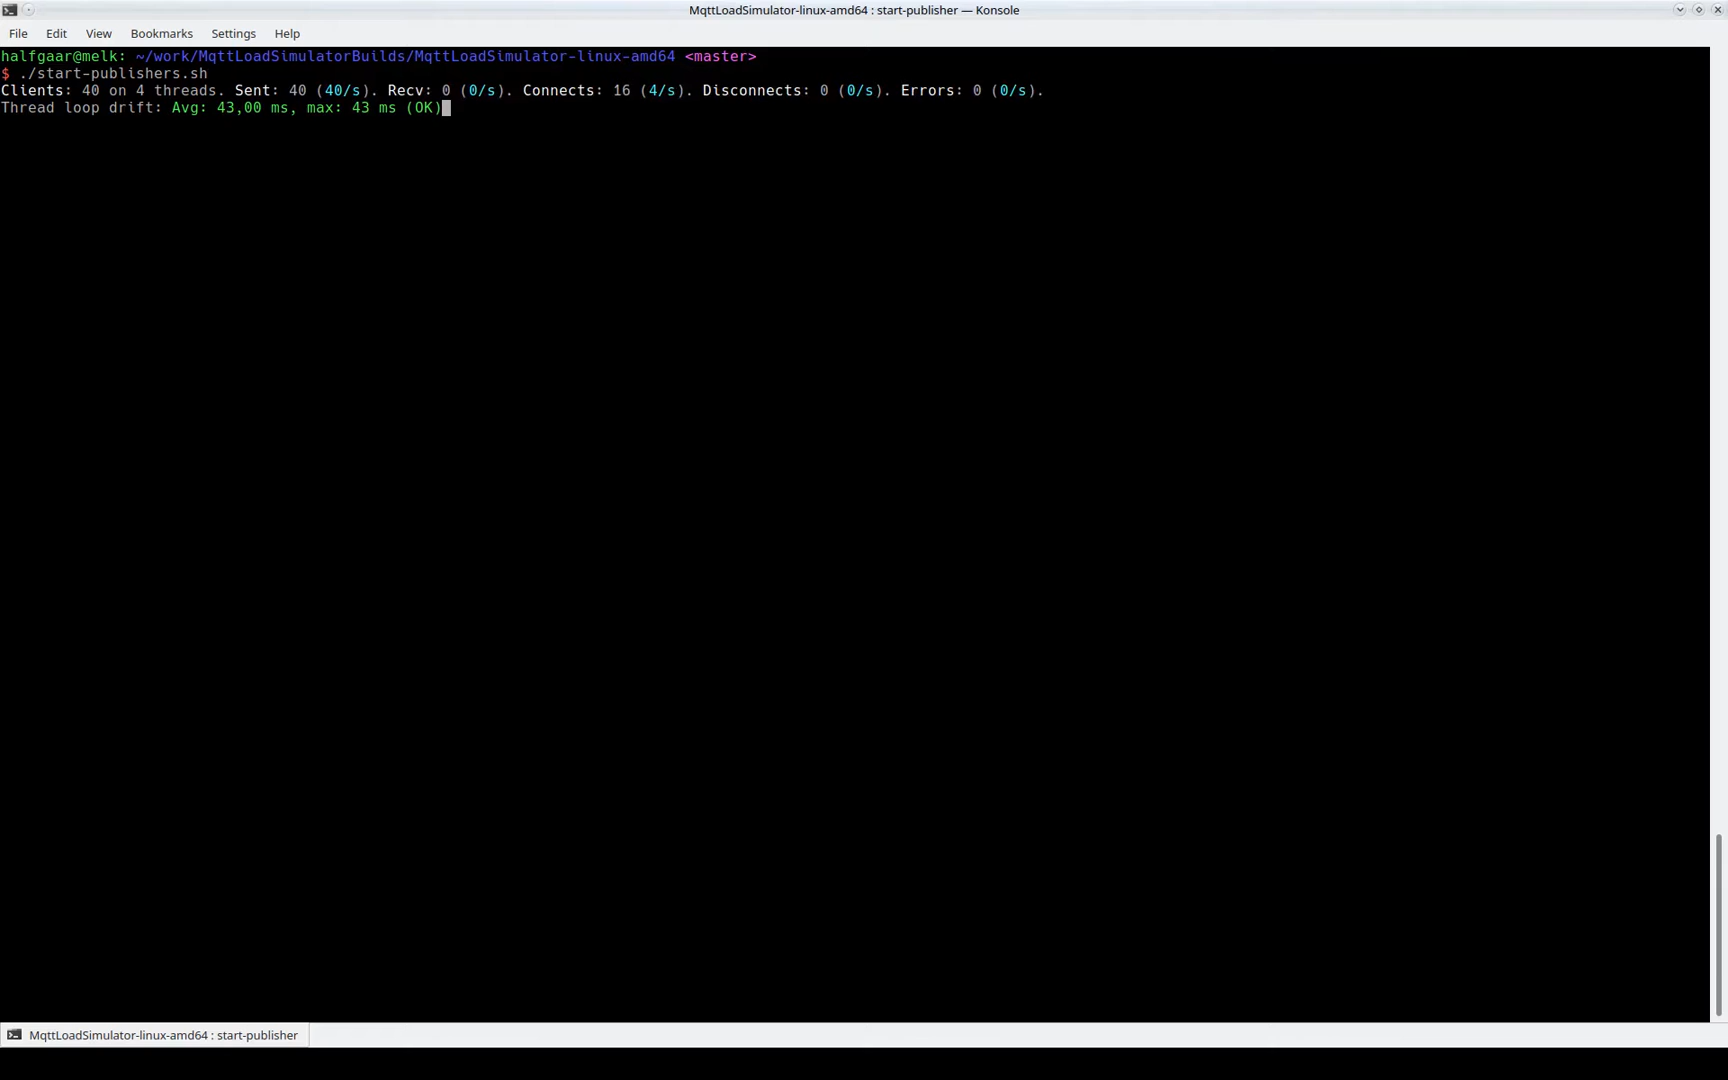 MqttLoadSimulator-linux-amd64 : start-publisher — Konsole
File Edit View Bookmarks Settings Help
halfgaar@melk: ~/work/MqttLoadSimulatorBuilds/MqttLoadSimulator-linux-amd64 <master>
$ ./start-publishers.sh
Clients: 40 on 4 threads. Sent: 40 (40/s). Recv: 0 (0/s). Connects: 16 (4/s). Disconnects: 0 (0/s). Errors: 0 (0/s).
Thread loop drift: Avg: 43,00 ms, max: 43 ms (OK)
MqttLoadSimulator-linux-amd64 : start-publisher